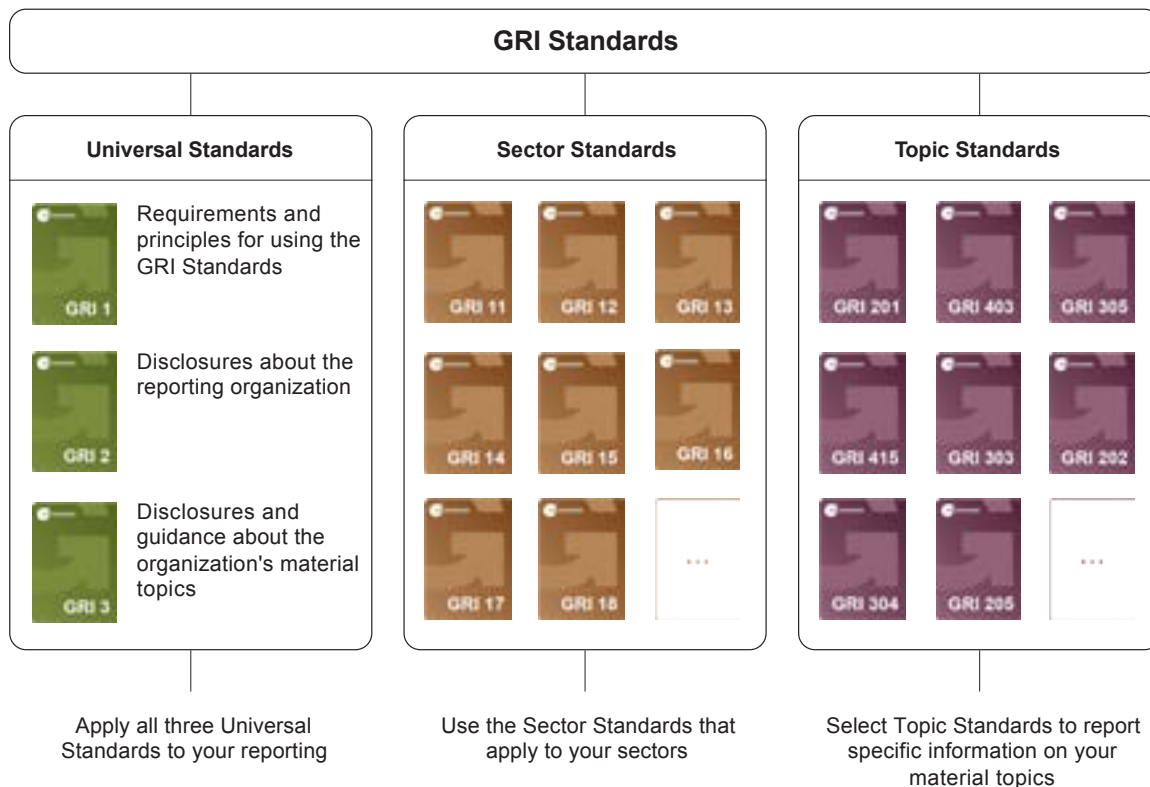 GRI Standards
Universal Standards
GRI 1
Requirements and
principles for using the
GRI Standards
GRI 2
Disclosures about the
reporting organization
GRI 3
Disclosures and
guidance about the
organization's material
topics
Apply all three Universal
Standards to your reporting
Sector Standards
GRI 11
GRI 12
GRI 13
GRI 14
GRI 15
GRI 16
GRI 17
GRI 18
...
Use the Sector Standards that
apply to your sectors
Topic Standards
GRI 201
GRI 403
GRI 305
GRI 415
GRI 303
GRI 202
GRI 304
GRI 205
...
Select Topic Standards to report
specific information on your
material topics